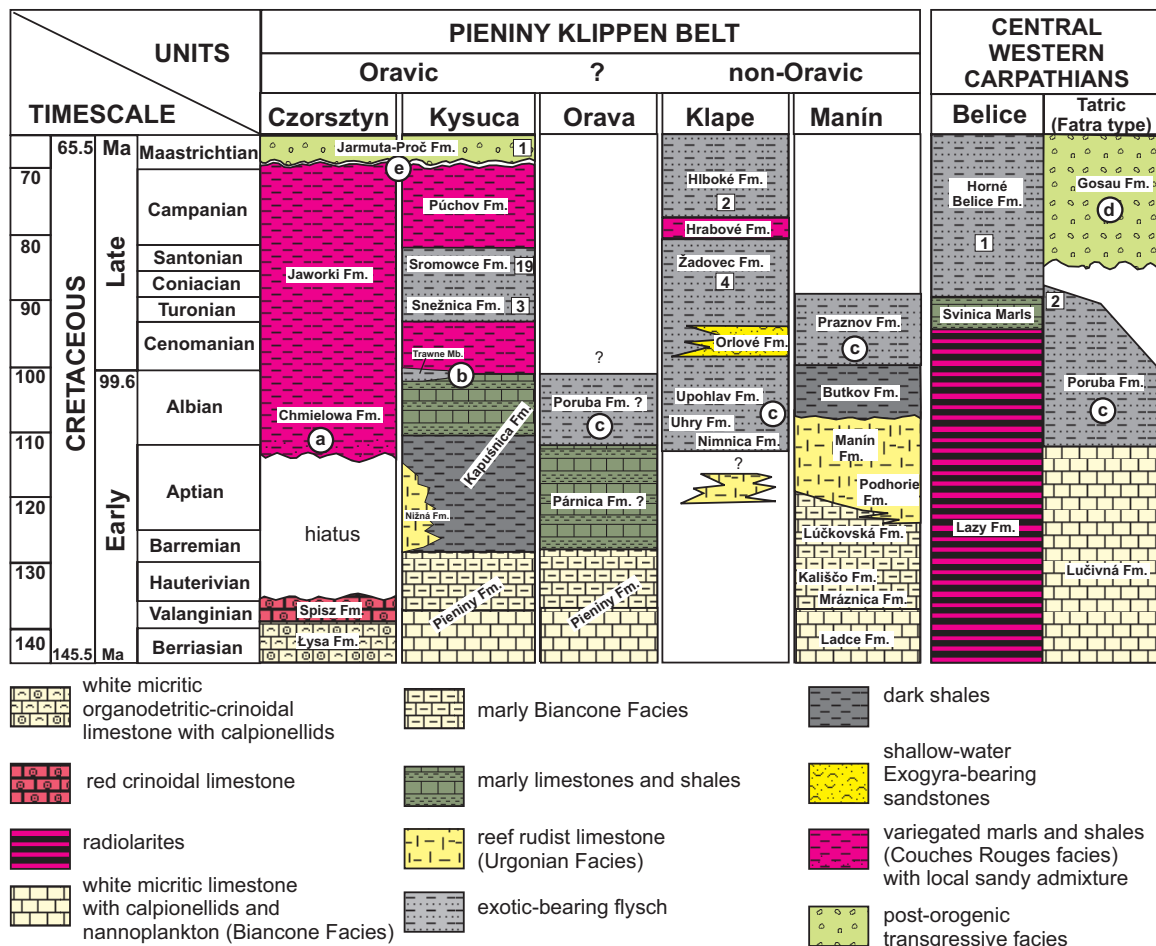 UNITS
TIMESCALE
PIENINY KLIPPEN BELT
Oravic
?
non-Oravic
Czorsztyn
Kysuca
Orava
Klape
Manín
CENTRAL
WESTERN
CARPATHIANS
Belice
Tatric
(Fatra type)
65.5
Ma
70
80
90
100
99.6
110
120
130
140
145.5
Ma
CRETACEOUS
Late
Early
Maastrichtian
Campanian
Santonian
Coniacian
Turonian
Cenomanian
Albian
Aptian
Barremian
Hauterivian
Valanginian
Berriasian
Jarmuta-Proč Fm.
1
e
Jaworki Fm.
Chmielowa Fm.
a
hiatus
Spisz Fm.
Łysa Fm.
Púchov Fm.
Sromowce Fm.
19
Snežnica Fm.
3
Trawne Mb.
b
Kapuśnica Fm.
Nižná Fm.
Pieniny Fm.
?
Poruba Fm. ?
c
Párnica Fm. ?
Pieniny Fm.
Hlboké Fm.
2
Hrabové Fm.
Žadovec Fm.
4
Orlové Fm.
Upohlav Fm.
c
Uhry Fm.
Nimnica Fm.
?
Praznov Fm.
c
Butkov Fm.
Manín
Fm.
Podhorie
Fm.
Lúčkovská Fm.
Kališčo Fm.
Mráznica Fm.
Ladce Fm.
Horné
Belice Fm.
1
Svinica Marls
Lazy Fm.
Gosau Fm.
d
2
Poruba Fm.
c
Lučivná Fm.
white micritic
organodetritic-crinoidal
limestone with calpionellids
red crinoidal limestone
radiolarites
white micritic limestone
with calpionellids and
nannoplankton (Biancone Facies)
marly Biancone Facies
marly limestones and shales
reef rudist limestone
(Urgonian Facies)
exotic-bearing flysch
dark shales
shallow-water
Exogyra-bearing
sandstones
variegated marls and shales
(Couches Rouges facies)
with local sandy admixture
post-orogenic
transgressive facies